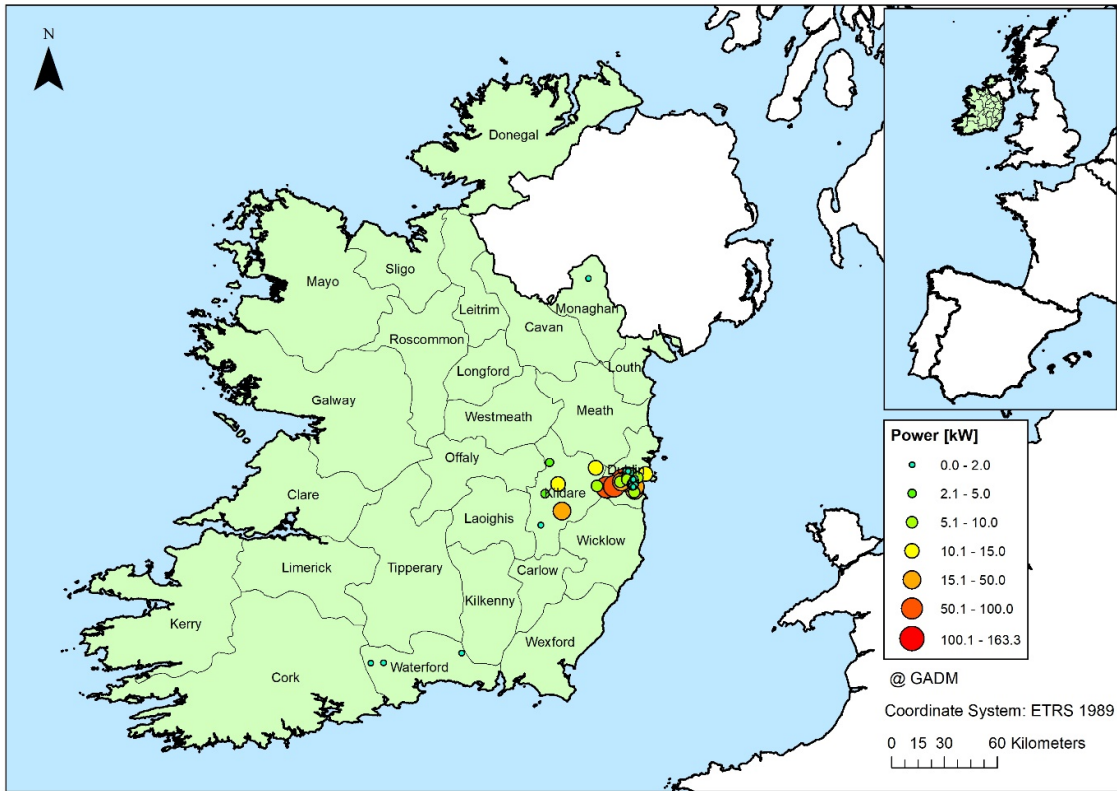 N
Donegal
Mayo
Sligo
Leitrim
Monaghan
Cavan
Roscommon
Longford
Louth
Galway
Westmeath
Meath
Offaly
Dublin
Kildare
Clare
Laoighis
Wicklow
Limerick
Tipperary
Carlow
Kilkenny
Kerry
Wexford
Cork
Waterford
Power [kW]
0.0 - 2.0
2.1 - 5.0
5.1 - 10.0
10.1 - 15.0
15.1 - 50.0
50.1 - 100.0
100.1 - 163.3
@ GADM
Coordinate System: ETRS 1989
0 15 30 60 Kilometers